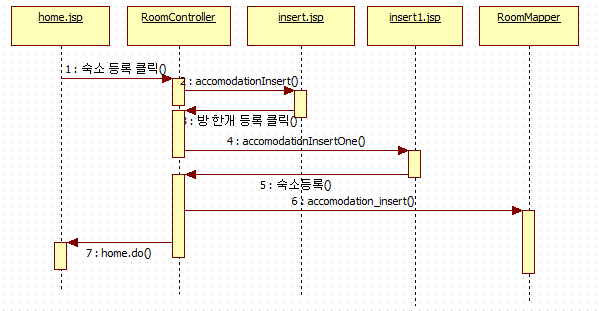 home.jsp RoomController insert.jsp insert1.jsp RoomMapper
1 : 숙소 등록 클릭()
2 : accomodationInsert()
3 : 방 한개 등록 클릭()
4 : accomodationInsertOne()
5 : 숙소등록()
6 : accomodation_insert()
7 : home.do()